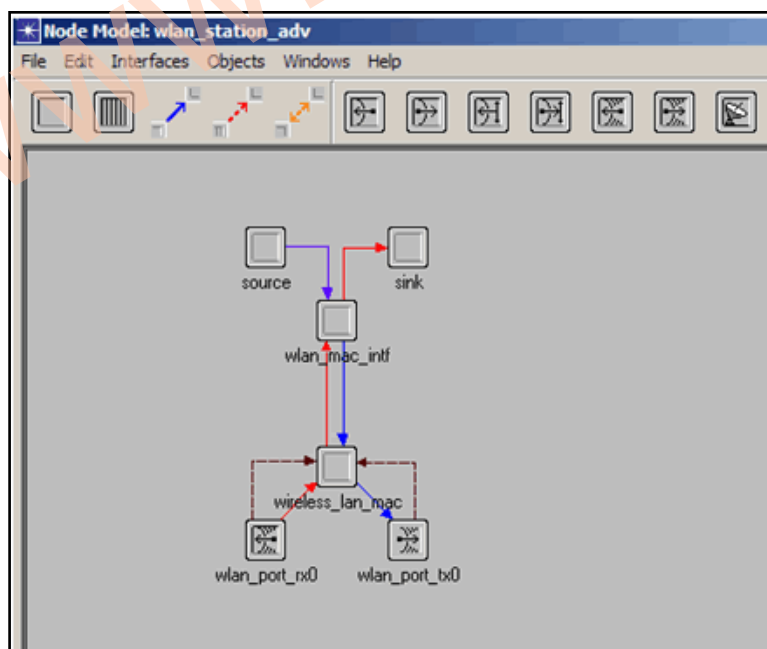 Node Model: wlan_station_adv
File Edit Interfaces Objects Windows Help
source
sink
wlan_mac_intf
wireless_lan_mac
wlan_port_rx0
wlan_port_tx0